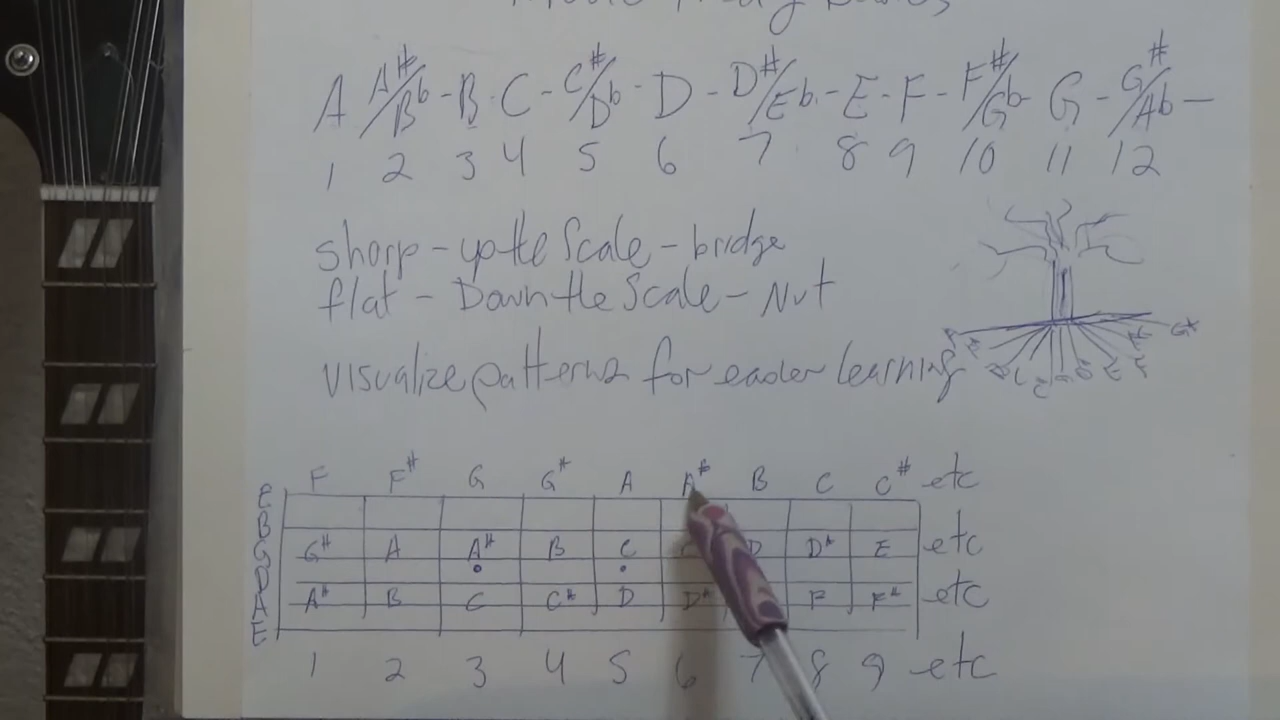 A A#/Bb - B C - C#/Db - D - D#/Eb - E - F - F#/Gb G - G#/Ab -
1 2 3 4 5 6 7 8 9 10 11 12
sharp - up the Scale - bridge
flat - Down the Scale - Nut
visualize patterns for easier learning
G#
F F# G G# A A# B C C# etc
E
B
G G# A A# B C D D# E etc
D
A A# B C C# D D# F F# etc
E
1 2 3 4 5 6 7 8 9 etc